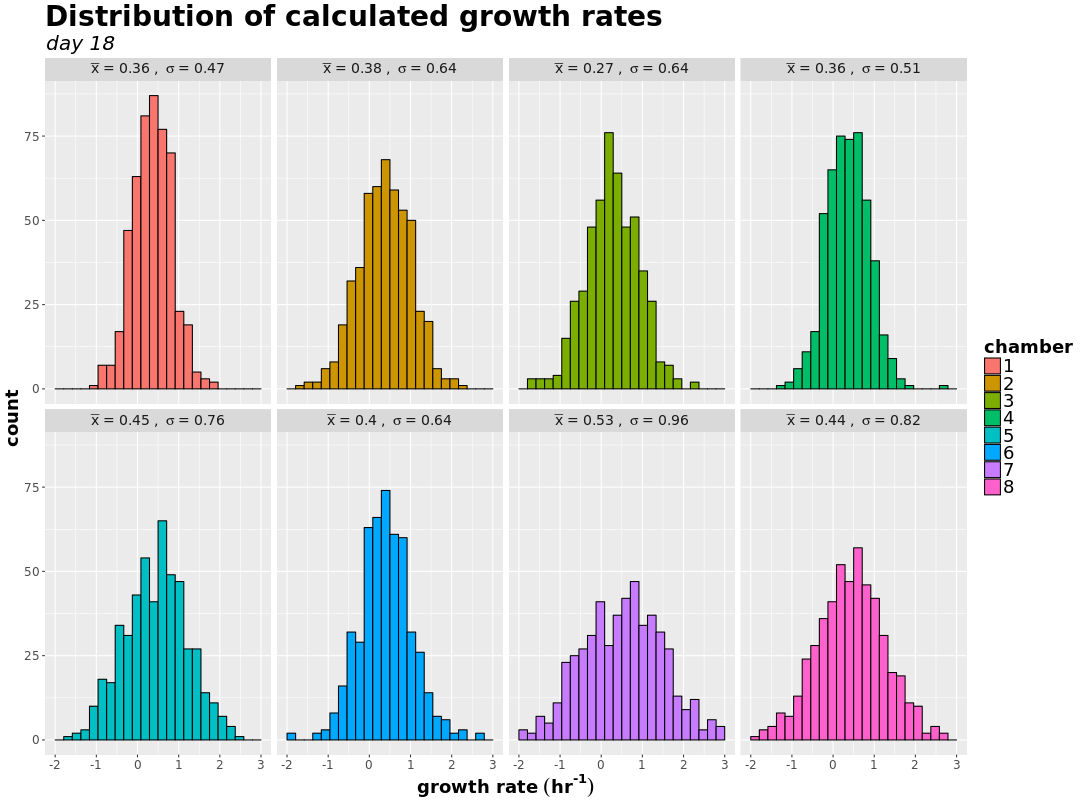 Distribution of calculated growth rates
day 18
x̅ = 0.36 , σ = 0.47
x̅ = 0.38 , σ = 0.64
x̅ = 0.27 , σ = 0.64
x̅ = 0.36 , σ = 0.51
75
50
25
0
x̅ = 0.45 , σ = 0.76
x̅ = 0.4 , σ = 0.64
x̅ = 0.53 , σ = 0.96
x̅ = 0.44 , σ = 0.82
75
50
25
0
-2 -1 0 1 2 3
-2 -1 0 1 2 3
-2 -1 0 1 2 3
-2 -1 0 1 2 3
growth rate (hr⁻¹)
count
chamber
1
2
3
4
5
6
7
8